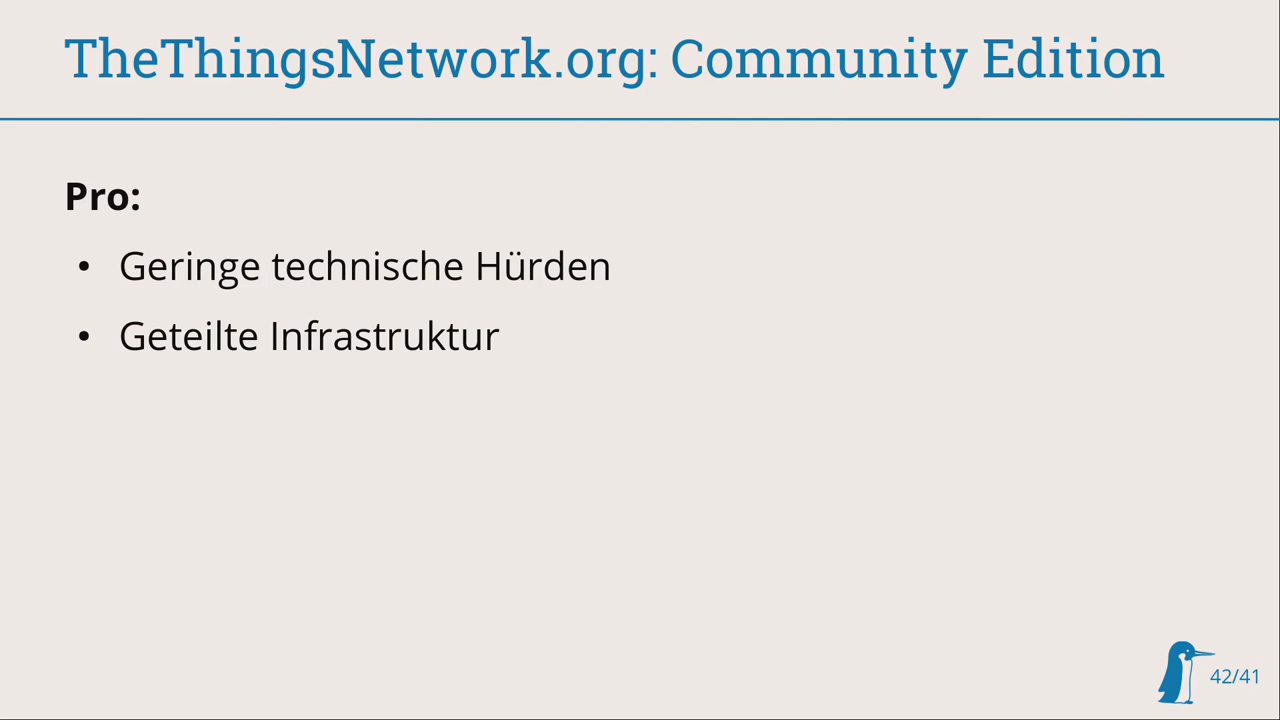 TheThingsNetwork.org: Community Edition
Pro:
• Geringe technische Hürden
• Geteilte Infrastruktur
42/41